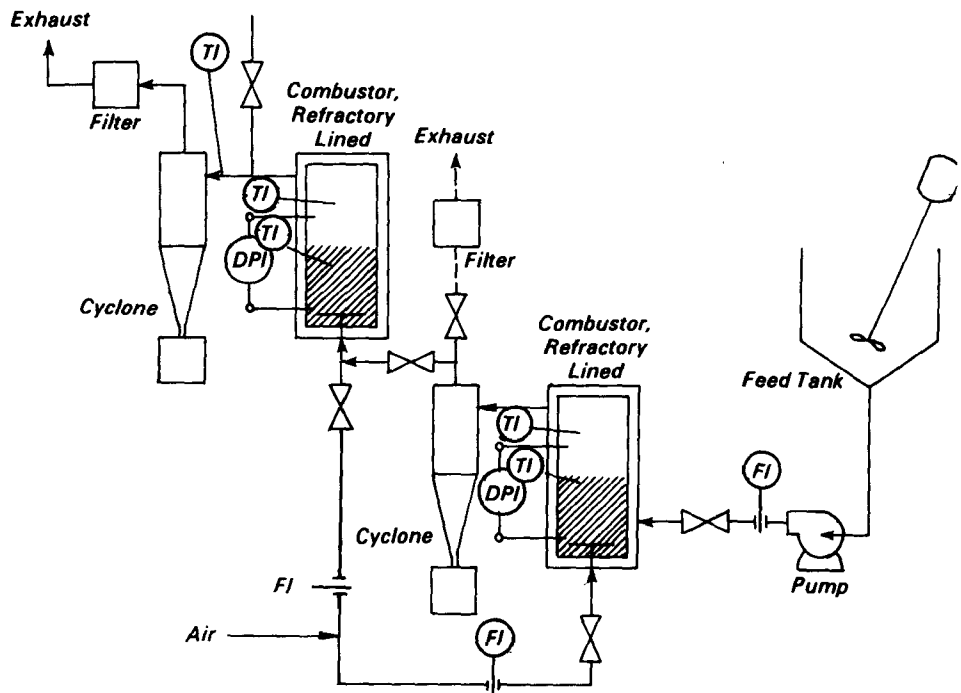 Exhaust
TI
Filter
Combustor,
Refractory
Lined
Exhaust
TI
TI
DPI
Filter
Cyclone
Combustor,
Refractory
Lined
Feed Tank
TI
TI
DPI
FI
Cyclone
Pump
FI
Air
FI